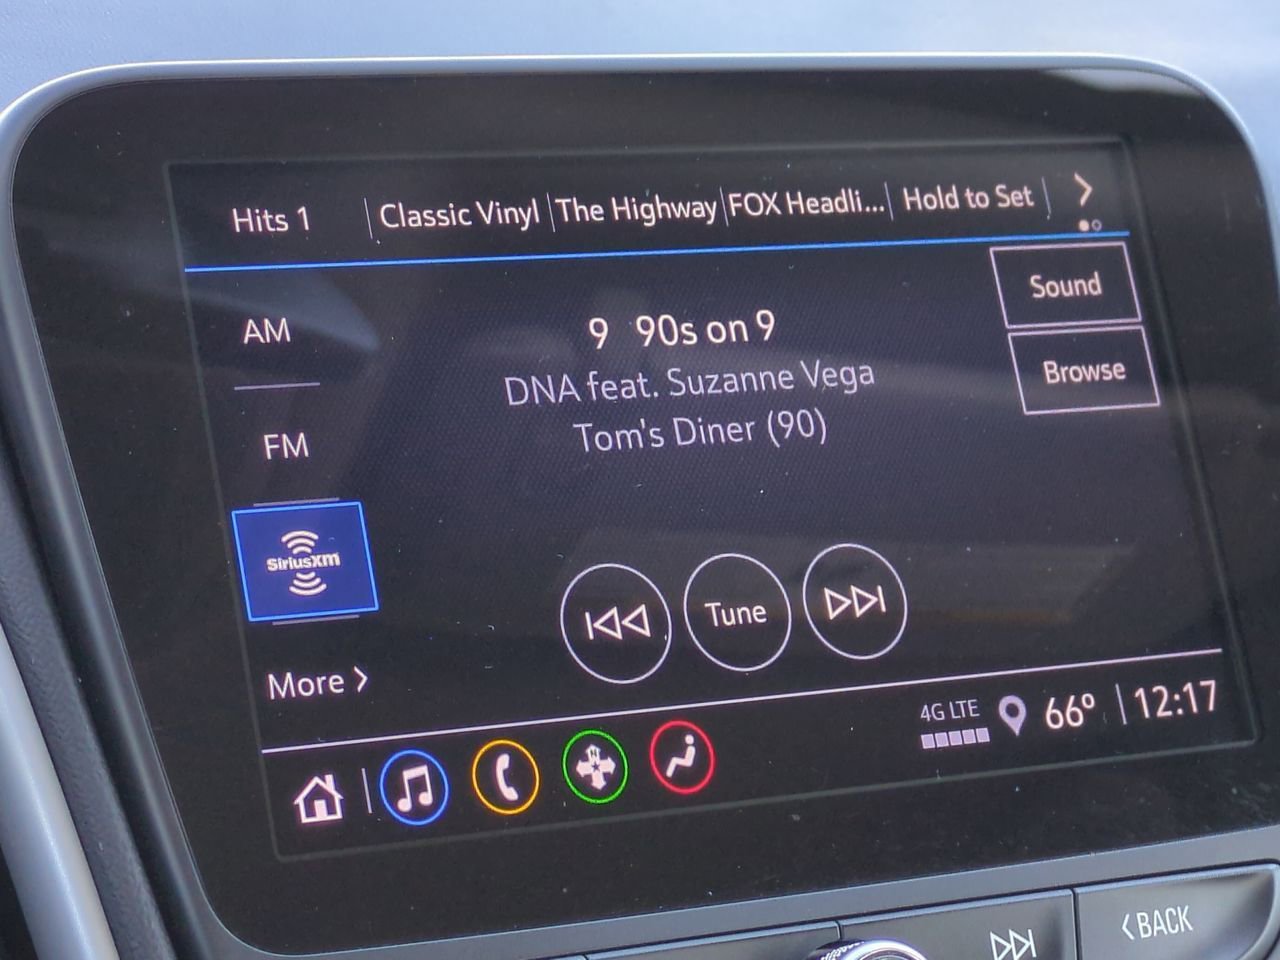 Hits 1 Classic Vinyl The Highway FOX Headli... Hold to Set >
Sound
AM
9 90s on 9
Browse
DNA feat. Suzanne Vega
Tom's Diner (90)
FM
SiriusXM
Tune
More >
4G LTE 66° 12:17
N
< BACK